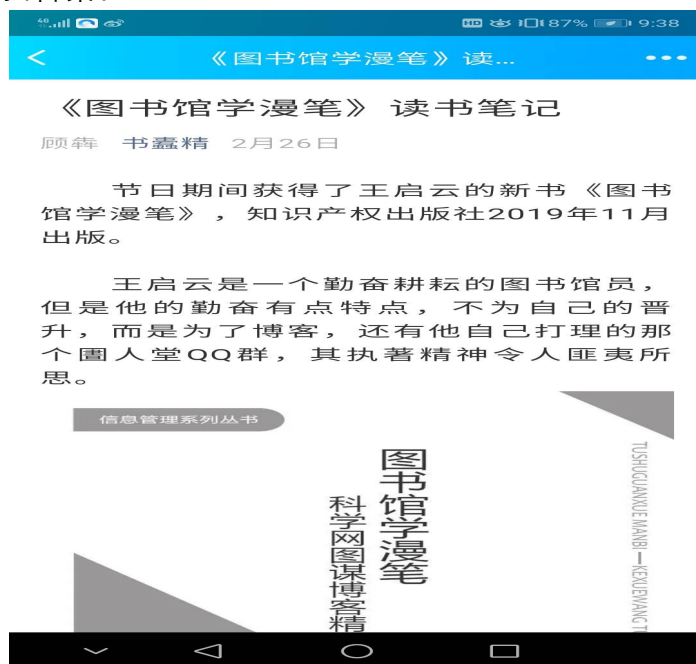 46
HD 87% 9:38
《图书馆学漫笔》读…
《图书馆学漫笔》 读书笔记
顾犇 书蠹精 2月26日
节日期间获得了王启云的新书《图书
馆学漫笔》，知识产权出版社2019年11月
出版。
王启云是一个勤奋耕耘的图书馆员，
但是他的勤奋有点特点，不为自己的晋
升，而是为了博客，还有他自己打理的那
个圕人堂QQ群，其执著精神令人匪夷所
思。
信息管理系列丛书
图书馆学漫笔
科学网图谋博客精
TUSHUGUANXUE MANBI — KEXUEWANG T